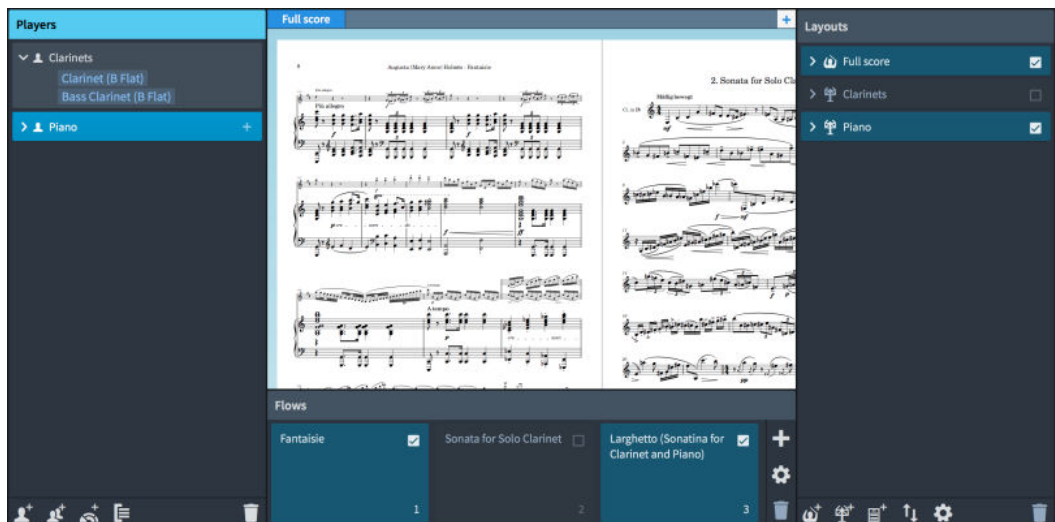 Players
Clarinets
Clarinet (B Flat)
Bass Clarinet (B Flat)
Piano
Full score
Augusta (Mary Anne) Holmès - Fantaisie
Più allegro
A tempo
2. Sonata for Solo Cla
Mäßig bewegt
Cl. in B♭
Flows
Fantaisie
1
Sonata for Solo Clarinet
2
Larghetto (Sonatina for
Clarinet and Piano)
3
Layouts
Full score
Clarinets
Piano